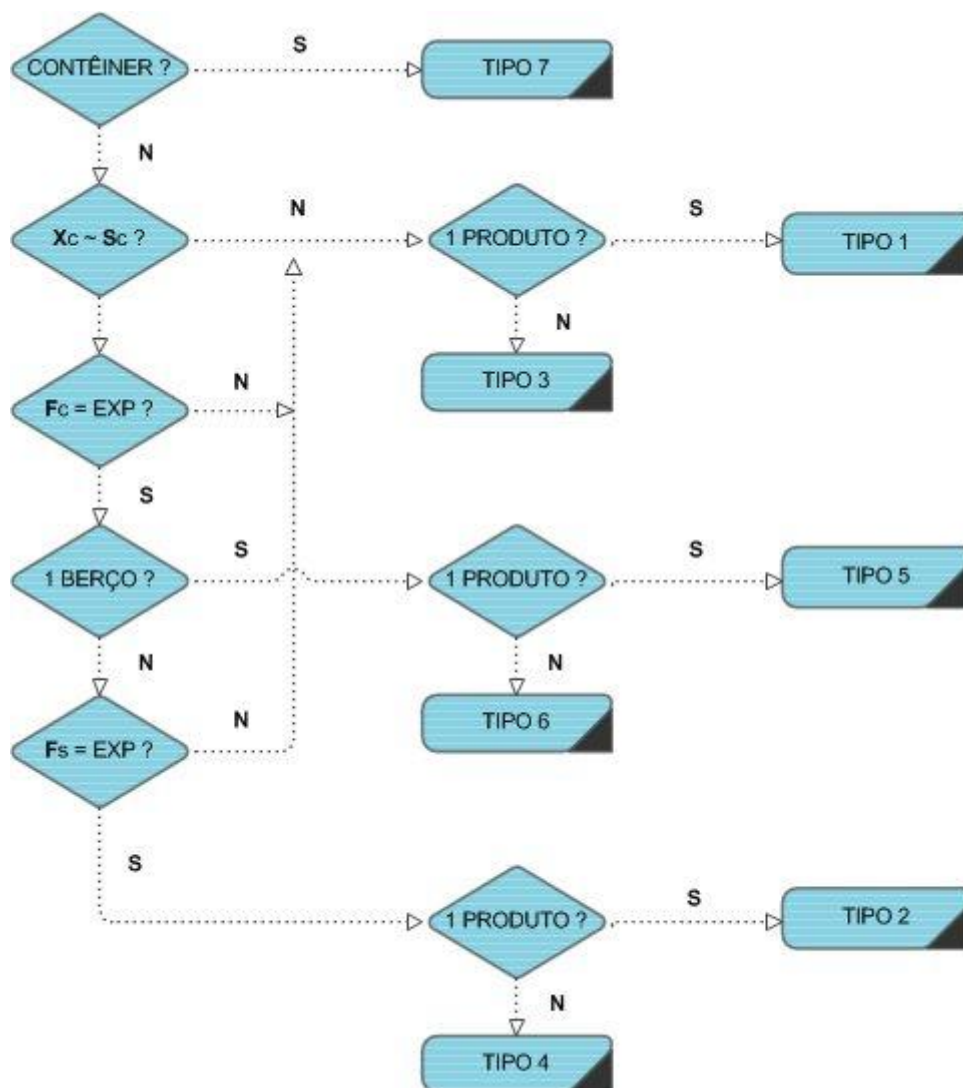 CONTÊINER ?
S
TIPO 7
N
Xc ~ Sc ?
N
1 PRODUTO ?
S
TIPO 1
N
TIPO 3
Fc = EXP ?
N
S
1 BERÇO ?
S
1 PRODUTO ?
S
TIPO 5
N
N
TIPO 6
Fs = EXP ?
N
S
1 PRODUTO ?
S
TIPO 2
N
TIPO 4